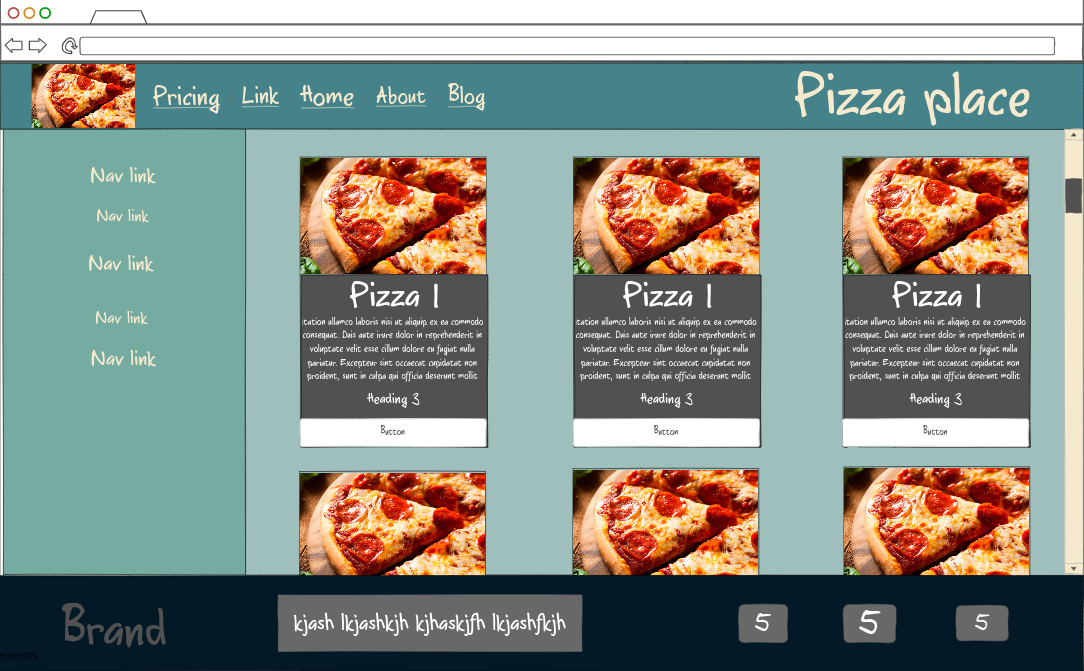 Pricing Link Home About Blog
Pizza place
Nav link
Nav link
Nav link
Nav link
Nav link
Pizza 1
itation ullamco laboris nisi ut aliquip ex ea commodo
consequat. Duis aute irure dolor in reprehenderit in
voluptate velit esse cillum dolore eu fugiat nulla
pariatur. Excepteur sint occaecat cupidatat non
proident, sunt in culpa qui officia deserunt mollit
Heading 3
Button
Pizza 1
itation ullamco laboris nisi ut aliquip ex ea commodo
consequat. Duis aute irure dolor in reprehenderit in
voluptate velit esse cillum dolore eu fugiat nulla
pariatur. Excepteur sint occaecat cupidatat non
proident, sunt in culpa qui officia deserunt mollit
Heading 3
Button
Pizza 1
itation ullamco laboris nisi ut aliquip ex ea commodo
consequat. Duis aute irure dolor in reprehenderit in
voluptate velit esse cillum dolore eu fugiat nulla
pariatur. Excepteur sint occaecat cupidatat non
proident, sunt in culpa qui officia deserunt mollit
Heading 3
Button
Brand
kjash lkjashkjh kjhaskjfh lkjashfkjh
5
5
5
ementos